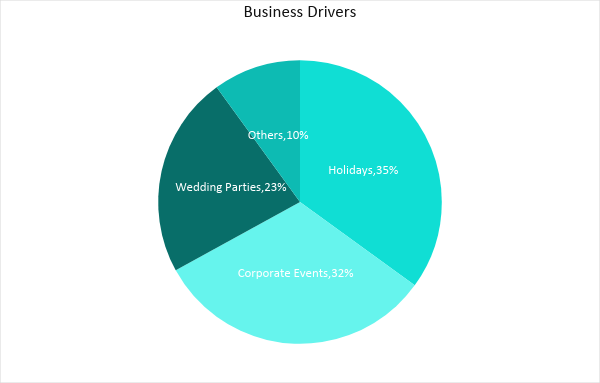 Business Drivers
Others,10%
Holidays,35%
Wedding Parties,23%
Corporate Events,32%